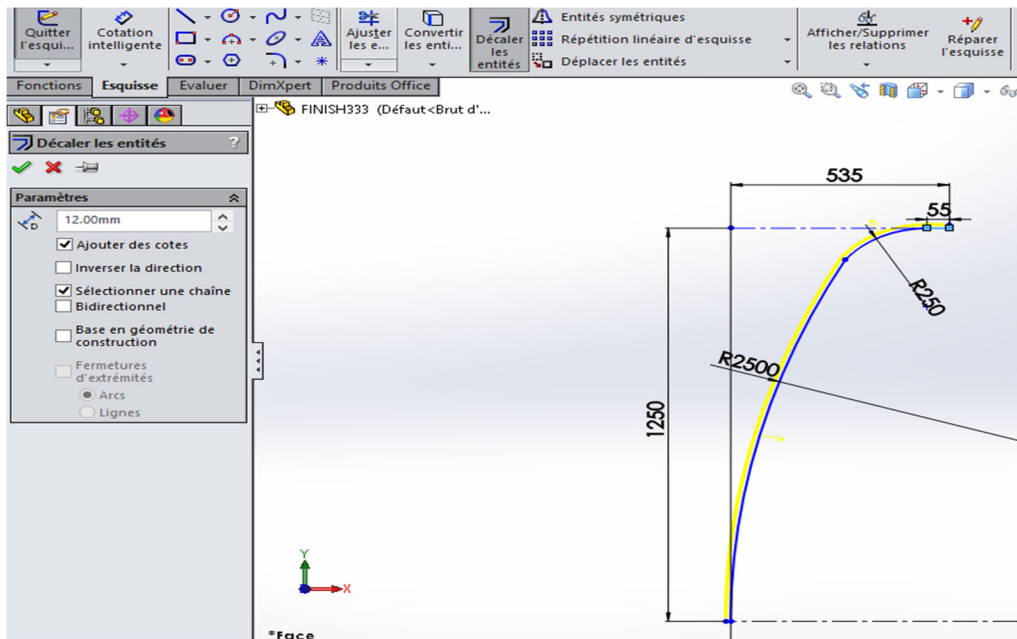 Quitter l'esqui...
Cotation intelligente
Ajuster les e...
Convertir les enti...
Décaler les entités
Entités symétriques
Répétition linéaire d'esquisse
Déplacer les entités
Afficher/Supprimer les relations
Réparer l'esquisse
Fonctions Esquisse Evaluer DimXpert Produits Office
FINISH333 (Défaut<Brut d'...
Décaler les entités ?
Paramètres
D 12.00mm
Ajouter des cotes
Inverser la direction
Sélectionner une chaîne
Bidirectionnel
Base en géométrie de
construction
Fermetures
d'extrémités
Arcs
Lignes
535
55
R250
R2500
1250
Y
X
*Face